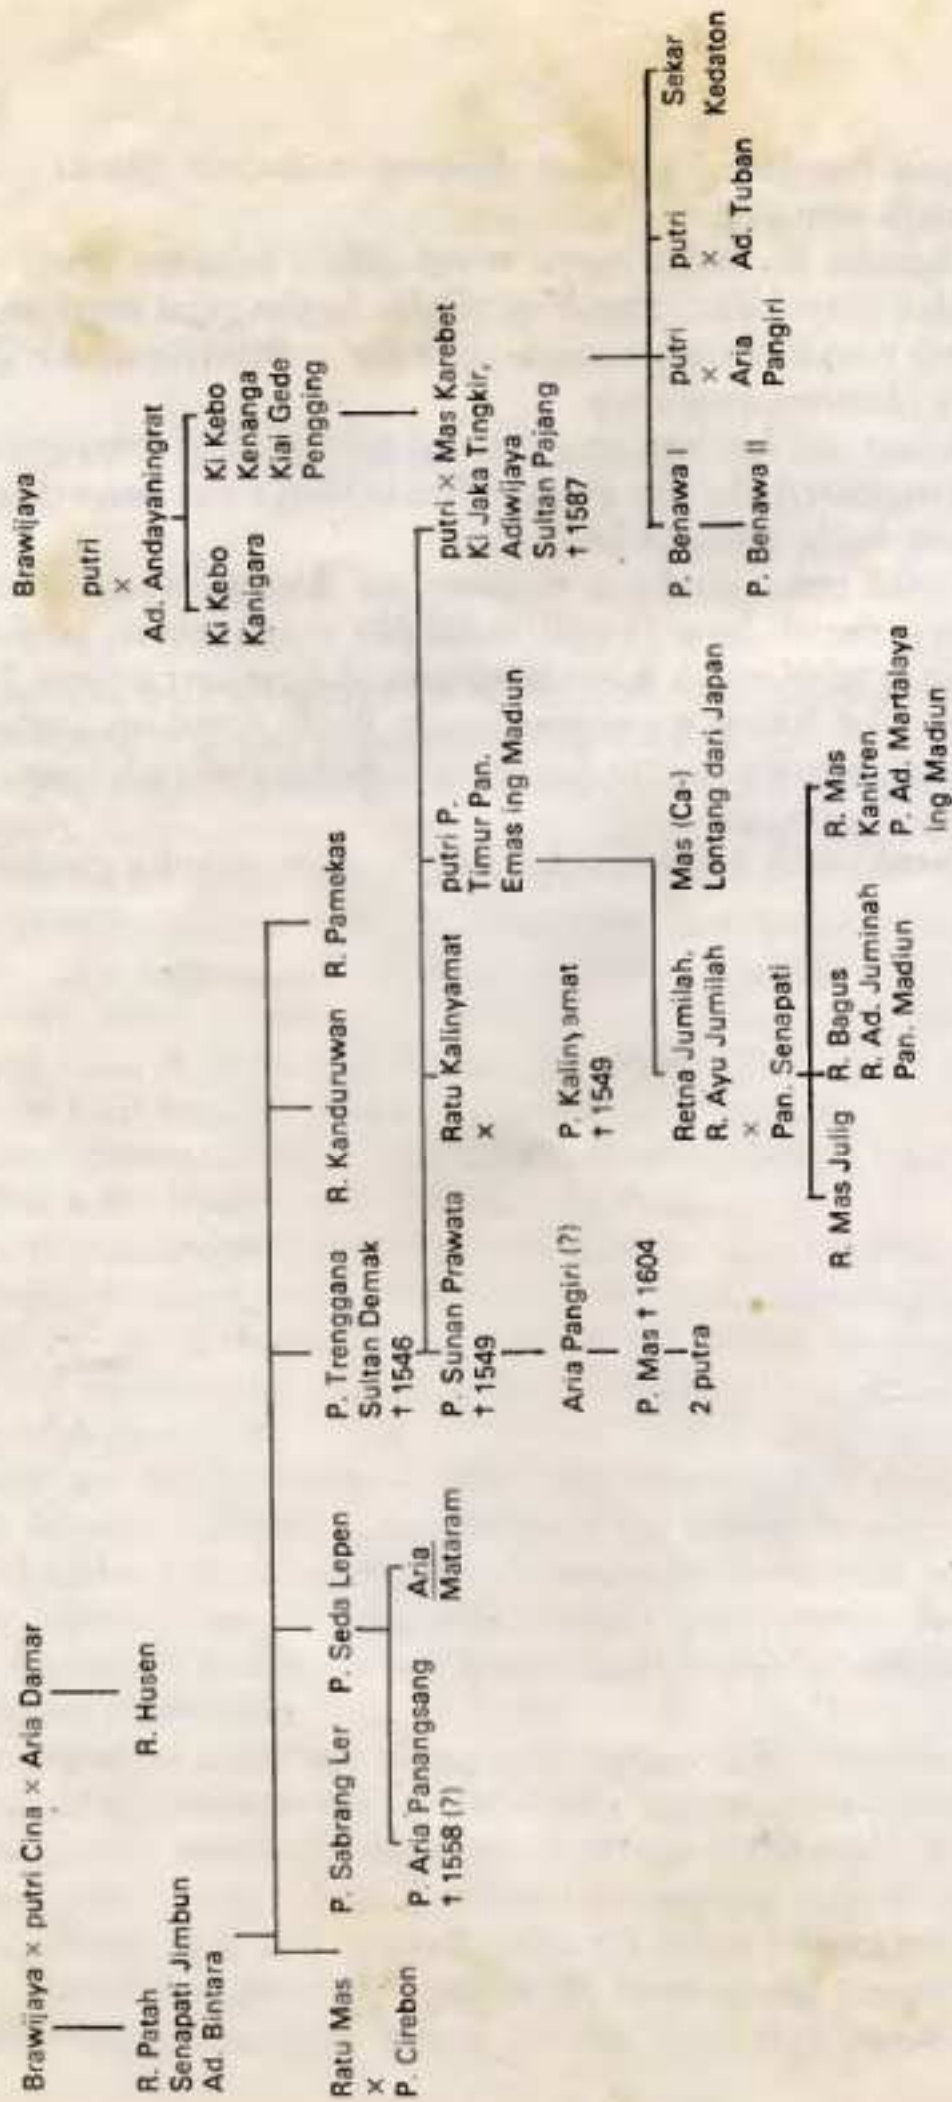 Brawijaya × putri Cina × Aria Damar
R. Patah
Senapati Jimbun
Ad. Bintara
R. Husen
Brawijaya
putri
×
Ad. Andayaningrat
Ki Kebo
Kanigara
Ki Kebo
Kenanga
Kiai Gede
Pengging
Ratu Mas
×
P. Cirebon
P. Sabrang Ler
P. Seda Lepen
P. Trenggana
Sultan Demak
† 1546
R. Kanduruwan
R. Pamekas
P. Aria Panangsang
† 1558 (?)
Aria
Mataram
P. Sunan Prawata
† 1549
Ratu Kalinyamat
×
P. Kalinyamat
† 1549
putri P.
Timur Pan.
Emas ing Madiun
putri × Mas Karebet
Ki Jaka Tingkir,
Adiwijaya
Sultan Pajang
† 1587
Aria Pangiri (?)
P. Mas † 1604
2 putra
Retna Jumilah.
R. Ayu Jumilah
×
Pan. Senapati
Mas (Ca-)
Lontang dari Japan
P. Benawa I
P. Benawa II
putri
×
Aria
Pangiri
putri
×
Ad. Tuban
Sekar
Kedaton
R. Mas Julig
R. Bagus
R. Ad. Juminah
Pan. Madiun
R. Mas
Kanitren
P. Ad. Martalaya
ing Madiun